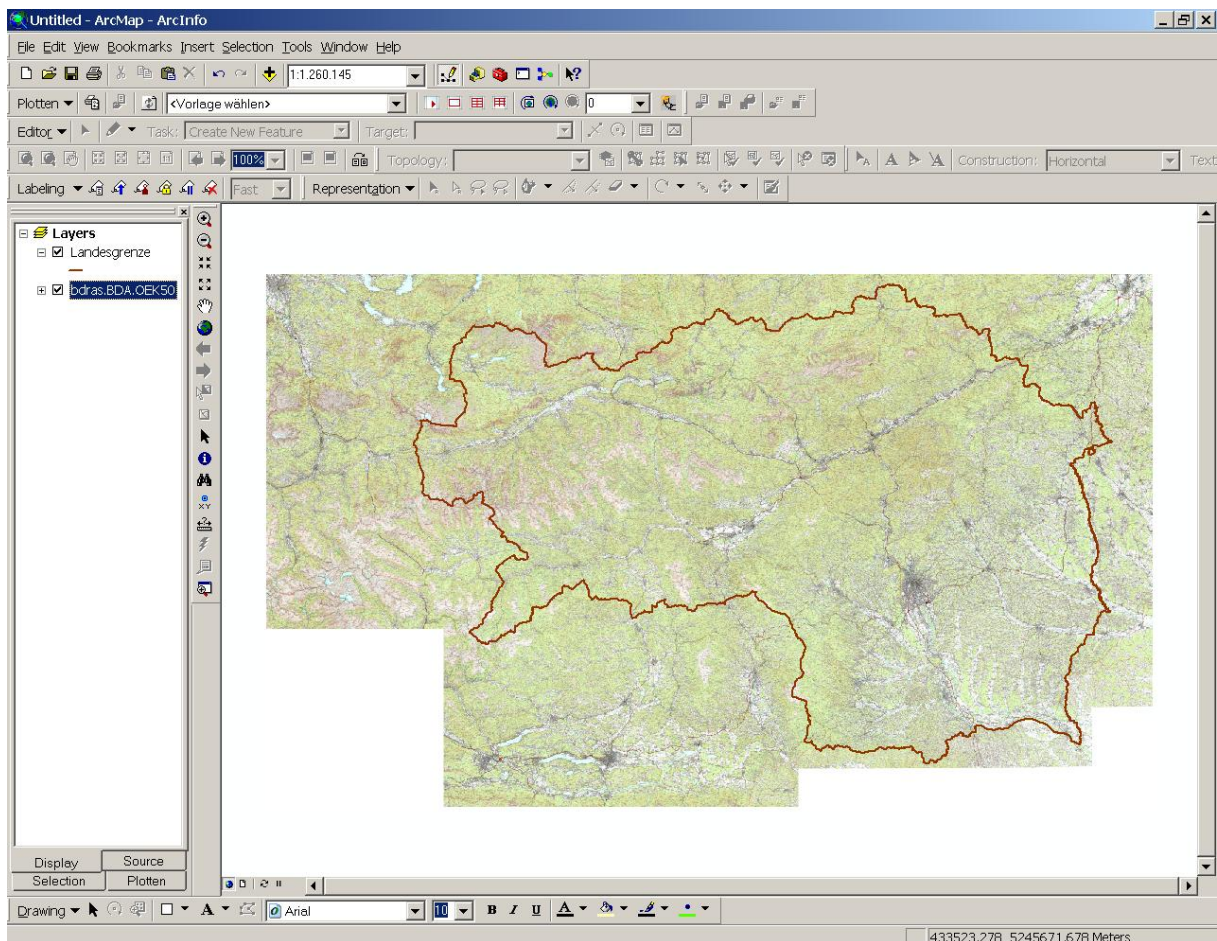 Untitled - ArcMap - ArcInfo
File Edit View Bookmarks Insert Selection Tools Window Help
1:1.260.145
Plotten <Vorlage wählen> 0
Editor Task: Create New Feature Target:
100% Topology: Construction: Horizontal Text
Labeling Fast Representation
Layers
Landesgrenze
bdras.BDA.OEK50
XY
Display Source
Selection Plotten
Drawing A Arial 10 B I U A
433523,278 5245671,678 Meters